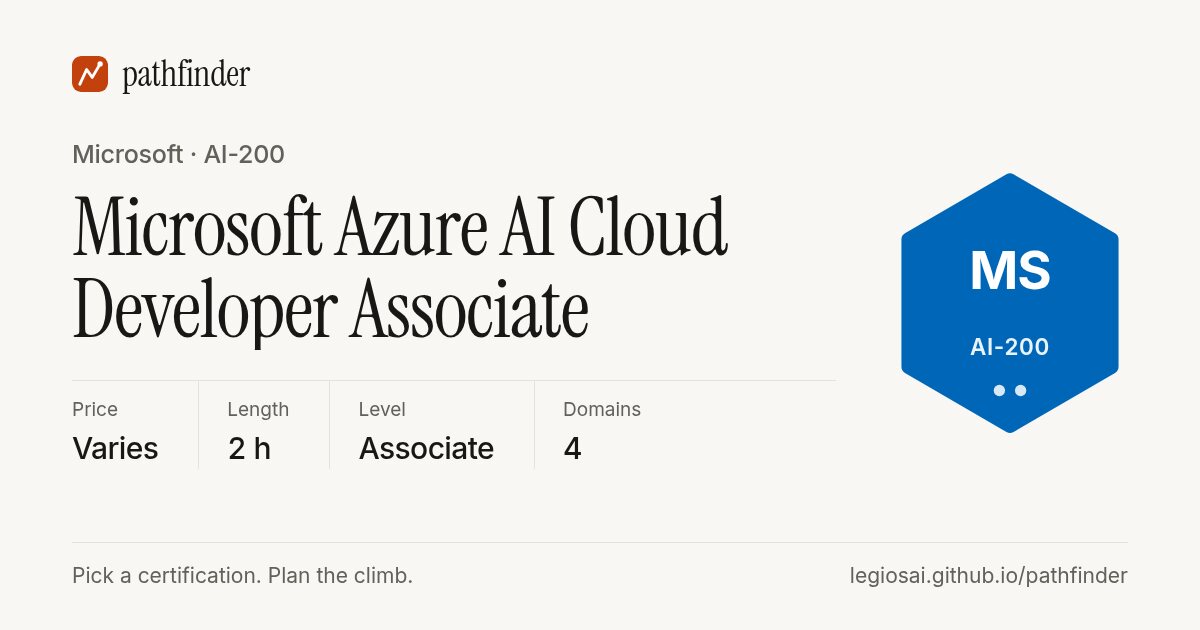 pathfinder
Microsoft · AI-200
Microsoft Azure AI Cloud
Developer Associate
Price
Varies
Length
2 h
Level
Associate
Domains
4
MS
AI-200
Pick a certification. Plan the climb.
legiosai.github.io/pathfinder